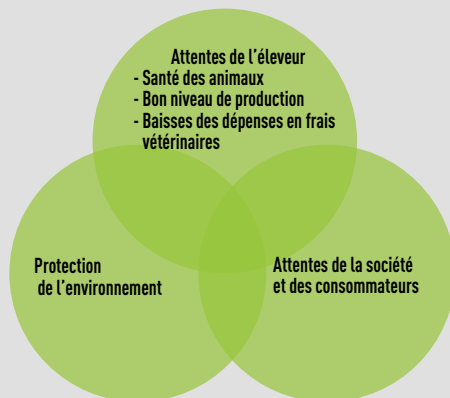 Attentes de l'éleveur
- Santé des animaux
- Bon niveau de production
- Baisses des dépenses en frais
vétérinaires
Protection
de l'environnement
Attentes de la société
et des consommateurs